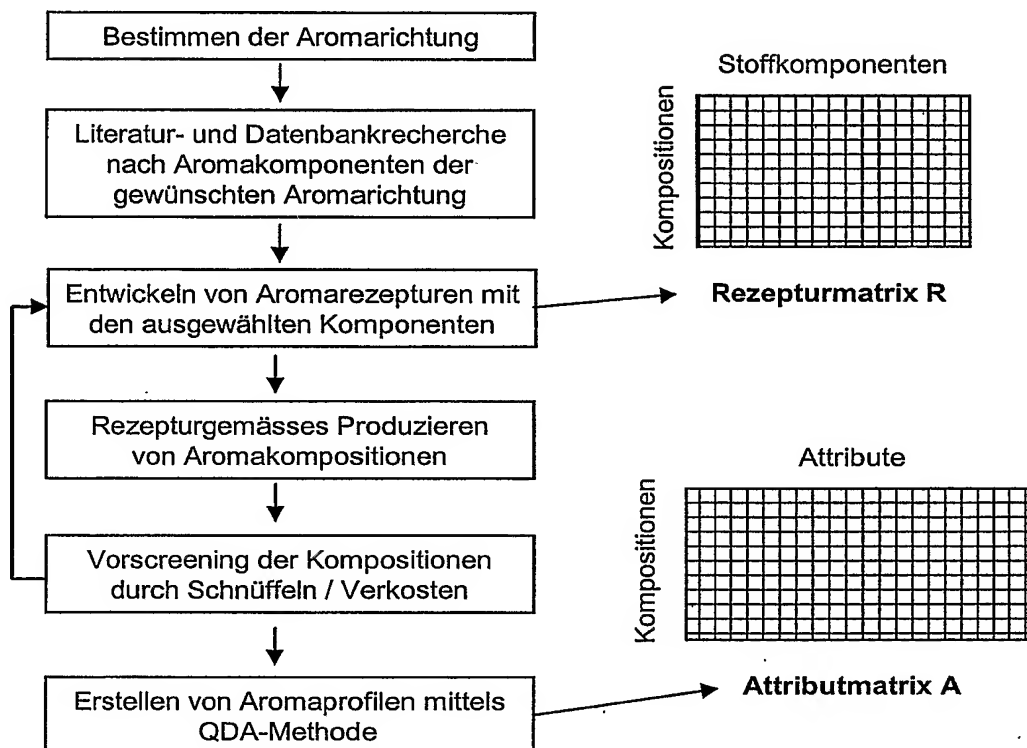 Bestimmen der Aromarichtung
Literatur- und Datenbankrecherche
nach Aromakomponenten der
gewünschten Aromarichtung
Entwickeln von Aromarezepturen mit
den ausgewählten Komponenten
Rezepturgemässes Produzieren
von Aromakompositionen
Vorscreening der Kompositionen
durch Schnüffeln / Verkosten
Erstellen von Aromaprofilen mittels
QDA-Methode
Stoffkomponenten
Kompositionen
Rezepturmatrix R
Attribute
Kompositionen
Attributmatrix A